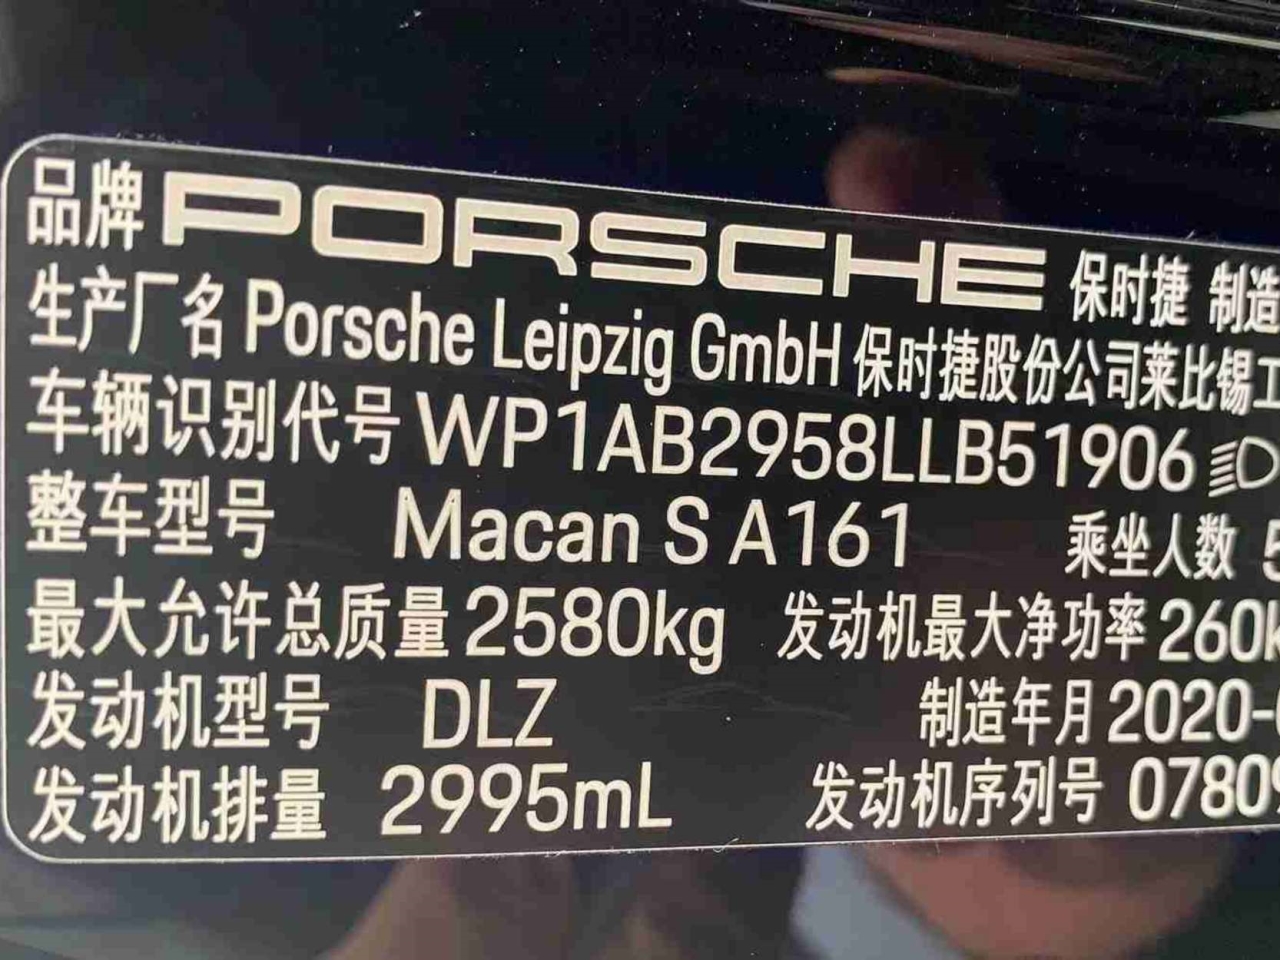 品牌 PORSCHE 保时捷 制造
生产厂名 Porsche Leipzig GmbH 保时捷股份公司莱比锡工
车辆识别代号 WP1AB2958LLB51906
整车型号 Macan S A161 乘坐人数 5
最大允许总质量 2580kg 发动机最大净功率 260k
发动机型号 DLZ 制造年月 2020-
发动机排量 2995mL 发动机序列号 07809